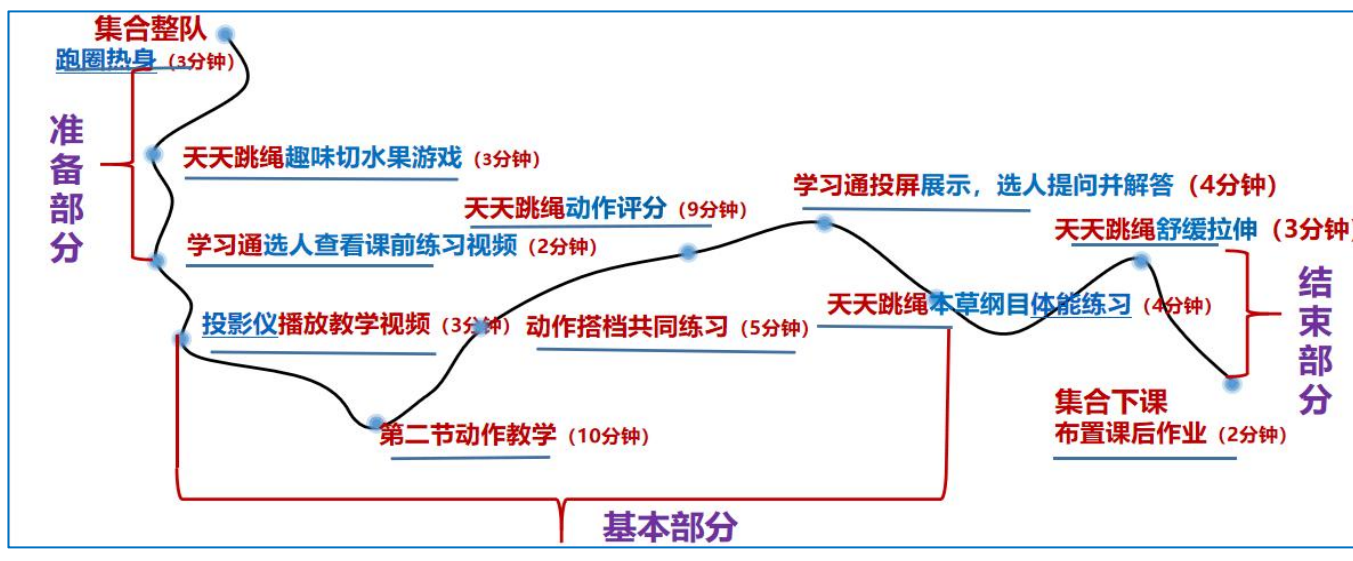 集合整队
跑圈热身（3分钟）
准备部分
天天跳绳趣味切水果游戏（3分钟）
学习通选人查看课前练习视频（2分钟）
投影仪播放教学视频（3分钟）
第二节动作教学（10分钟）
动作搭档共同练习（5分钟）
天天跳绳动作评分（9分钟）
学习通投屏展示，选人提问并解答（4分钟）
天天跳绳本草纲目体能练习（4分钟）
基本部分
天天跳绳舒缓拉伸（3分钟）
结束部分
集合下课
布置课后作业（2分钟）